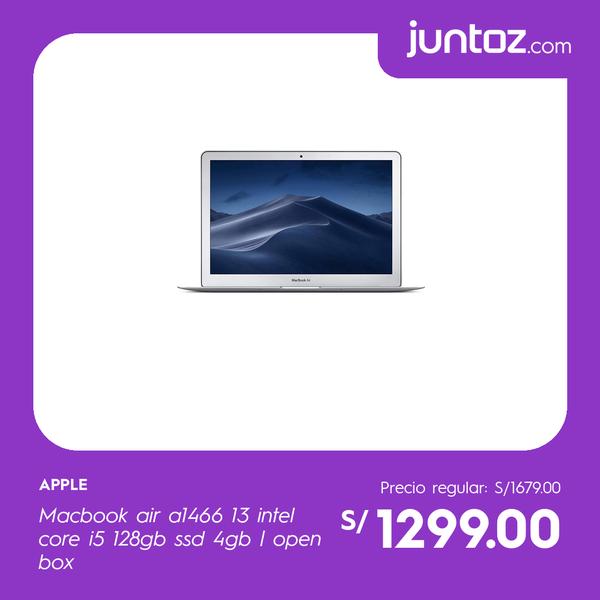 juntoz.com
MacBook Air
APPLE
Macbook air a1466 13 intel
core i5 128gb ssd 4gb | open
box
Precio regular: S/1679.00
S/1299.00